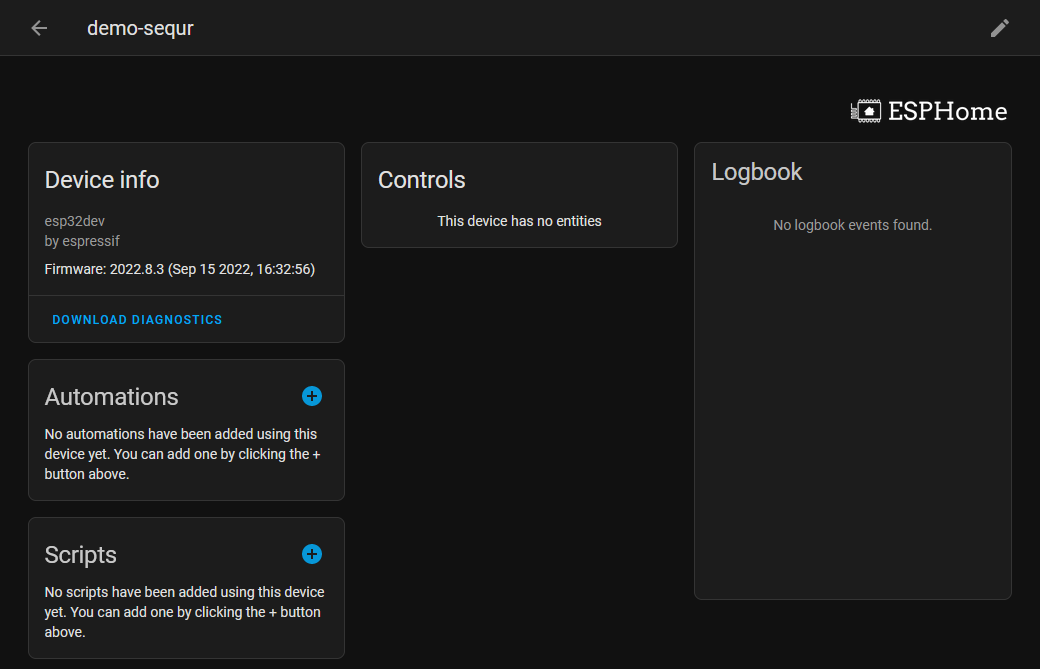 demo-sequr
ESPHome
Device info
esp32dev
by espressif
Firmware: 2022.8.3 (Sep 15 2022, 16:32:56)
DOWNLOAD DIAGNOSTICS
Automations
No automations have been added using this
device yet. You can add one by clicking the +
button above.
Scripts
No scripts have been added using this device
yet. You can add one by clicking the + button
above.
Controls
This device has no entities
Logbook
No logbook events found.